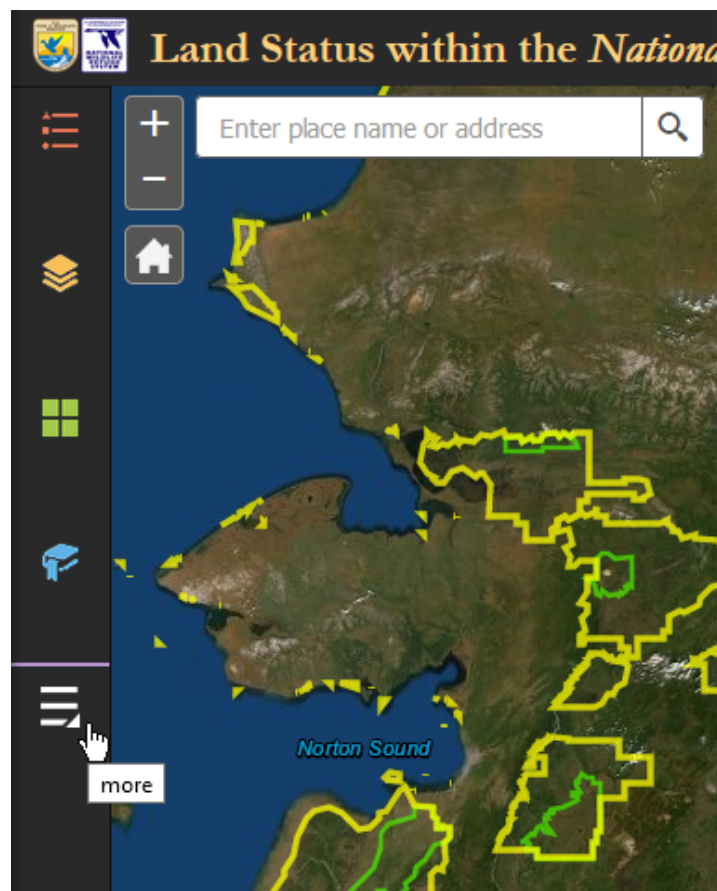 Land Status within the Nationa
Enter place name or address
Norton Sound
more